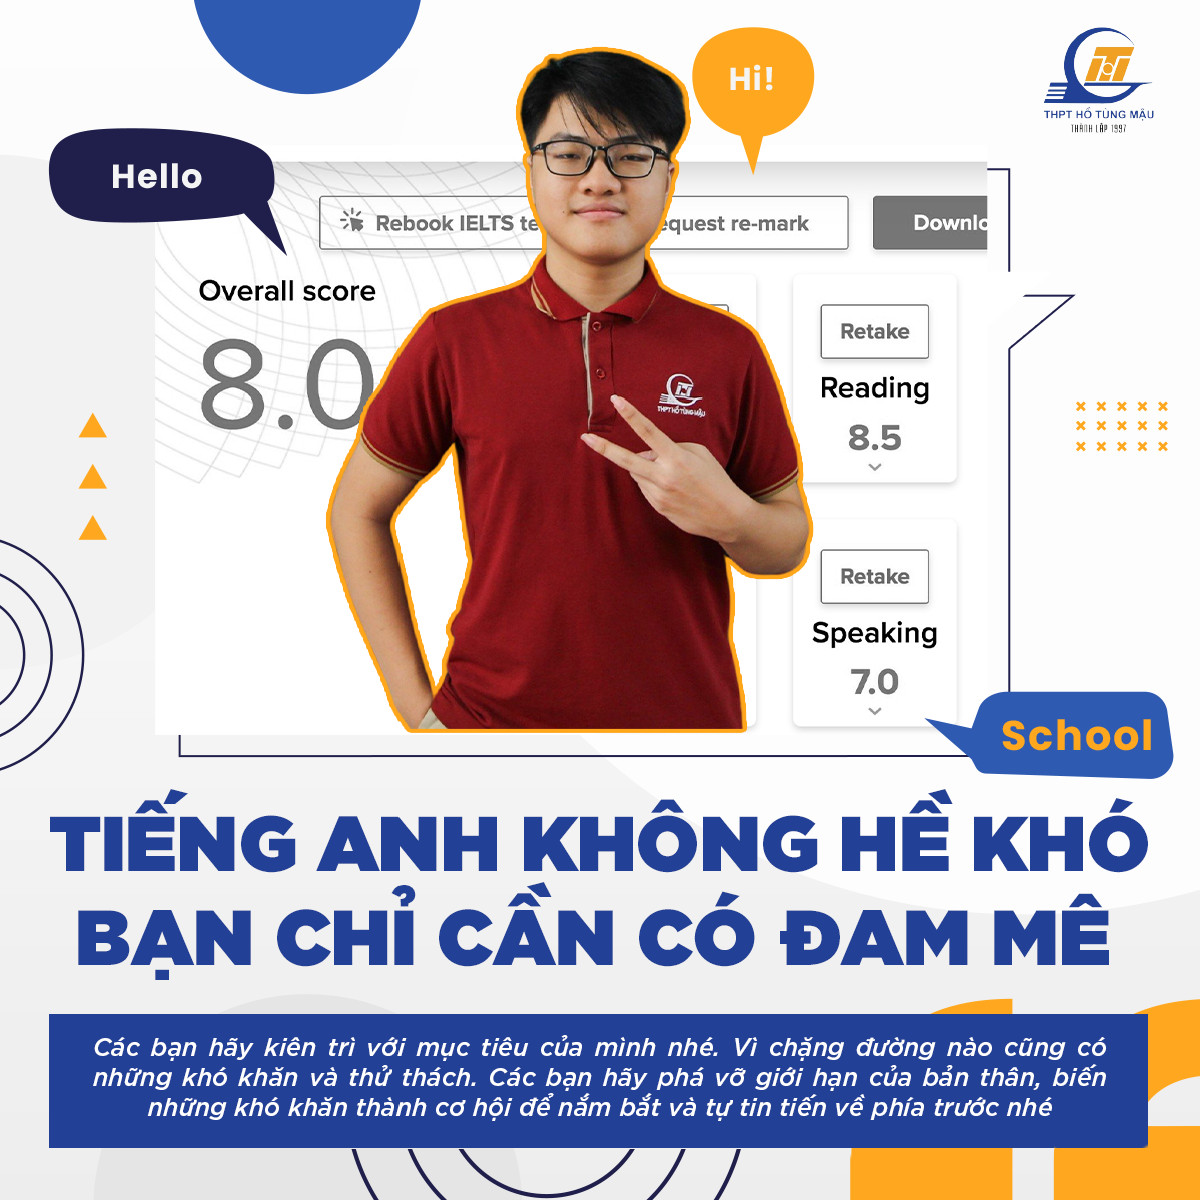 Hi!
THPT HỒ TÙNG MẬU
THÀNH LẬP 1997
Hello
Rebook IELTS te
equest re-mark
Downlo
Overall score
8.0
Retake
Reading
8.5
THPT HỒ TÙNG MẬU
Retake
Speaking
7.0
School
TIẾNG ANH KHÔNG HỀ KHÓ
BẠN CHỈ CẦN CÓ ĐAM MÊ
Các bạn hãy kiên trì với mục tiêu của mình nhé. Vì chặng đường nào cũng có
những khó khăn và thử thách. Các bạn hãy phá vỡ giới hạn của bản thân, biến
những khó khăn thành cơ hội để nắm bắt và tự tin tiến về phía trước nhé